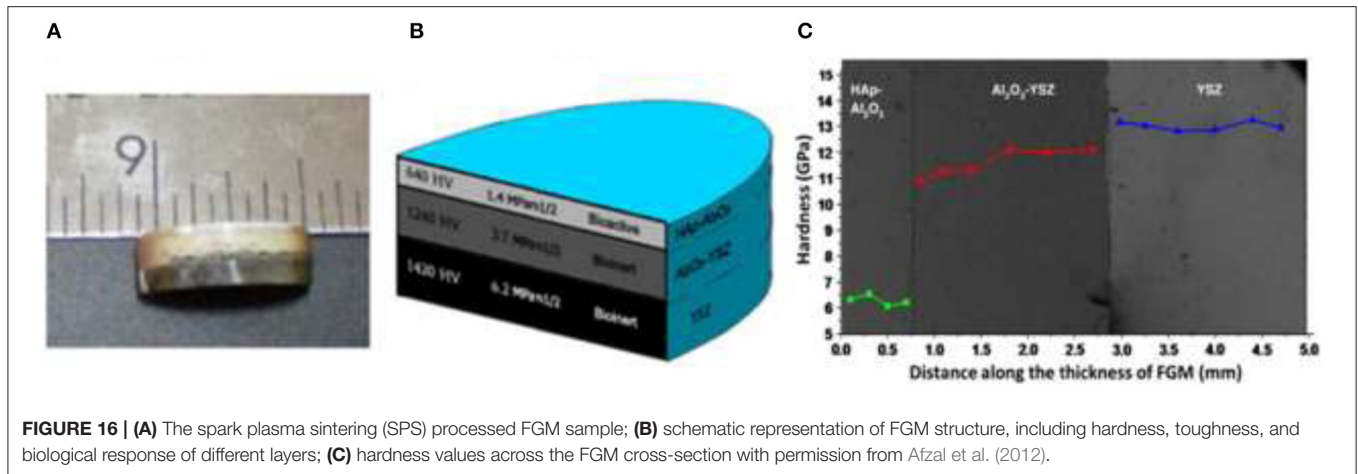 A
B
C
9
640 HV 1.4 MPam1/2 Bioactive
1240 HV 3.7 MPam1/2 Bioinert
1420 HV 6.2 MPam1/2 Bioinert
HAp-Al2O3
Al2O3-YSZ
YSZ
15
14
13
12
11
10
9
8
7
6
5
Hardness (GPa)
HAp-
Al₂O₃
Al₂O₃-YSZ
YSZ
0.0 0.5 1.0 1.5 2.0 2.5 3.0 3.5 4.0 4.5 5.0
Distance along the thickness of FGM (mm)
FIGURE 16 | (A) The spark plasma sintering (SPS) processed FGM sample; (B) schematic representation of FGM structure, including hardness, toughness, and
biological response of different layers; (C) hardness values across the FGM cross-section with permission from Afzal et al. (2012).